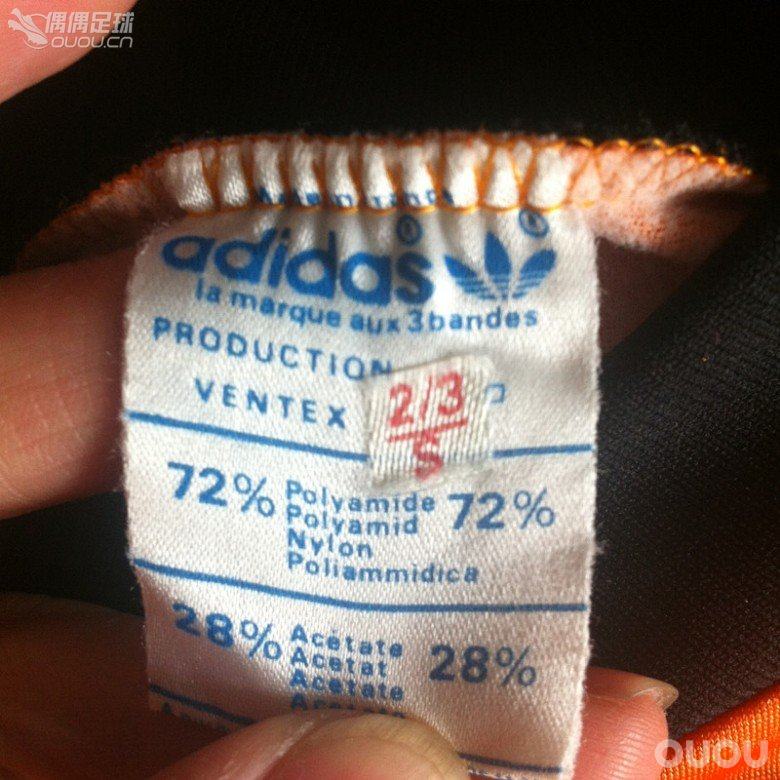 偶偶足球
OUOU.CN
adidas®
®
la marque aux 3 bandes
PRODUCTION
VENTEX
2/3
S
72% Polyamide 72%
Polyamid
Nylon
Poliammidica
28% Acétate 28%
Acetat
Acetate
OUOU